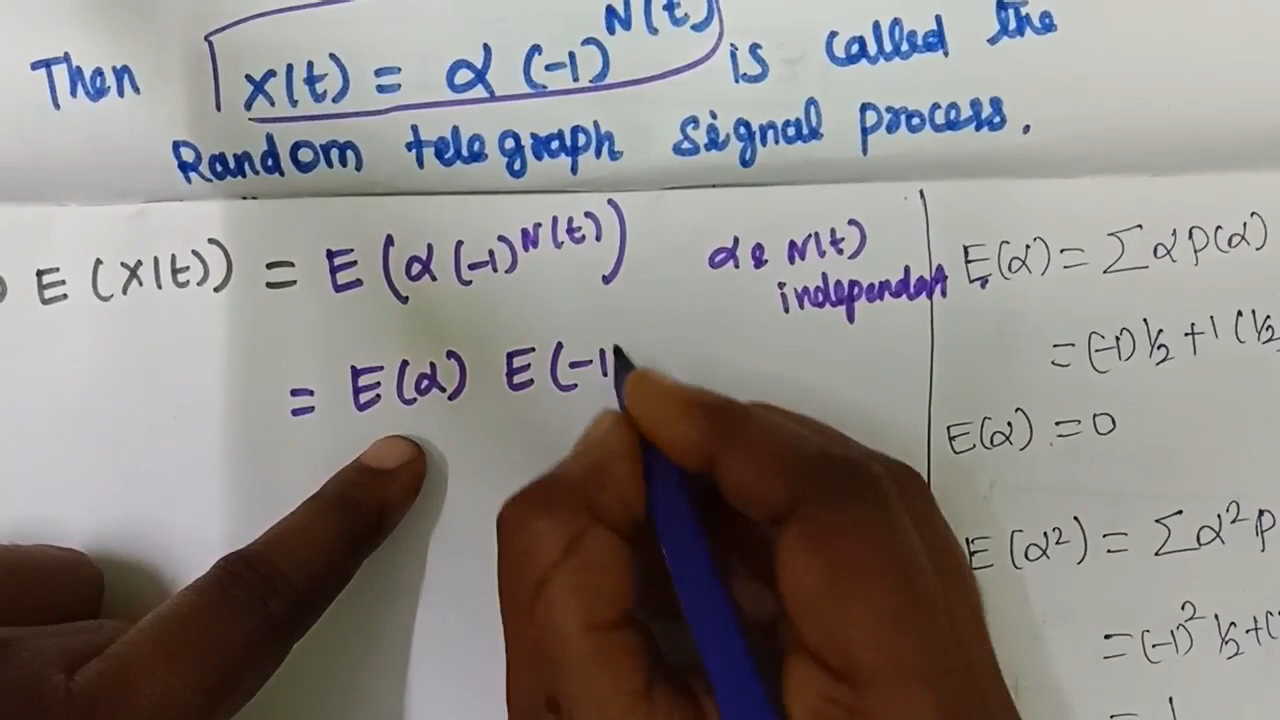 Then X(t) = α (-1)^N(t) is called the
Random telegraph signal process.
E (X(t)) = E(α (-1)^N(t))
α & N(t)
independent
= E(α) E(-1)
E(α) = Σ α P(α)
= (-1) 1/2 + 1 (1/2
E(α) = 0
E (α²) = Σ α² P
= (-1)² 1/2 + (
= 1